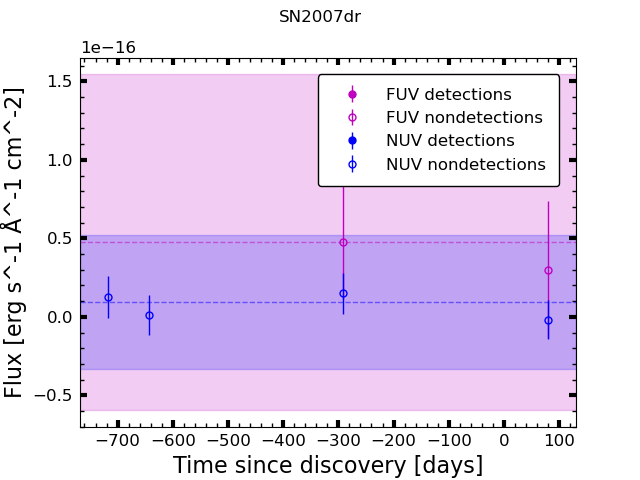 SN2007dr
1e−16
FUV detections
FUV nondetections
NUV detections
NUV nondetections
1.5
1.0
0.5
0.0
−0.5
Flux [erg s^-1 Å^-1 cm^-2]
−700 −600 −500 −400 −300 −200 −100 0 100
Time since discovery [days]